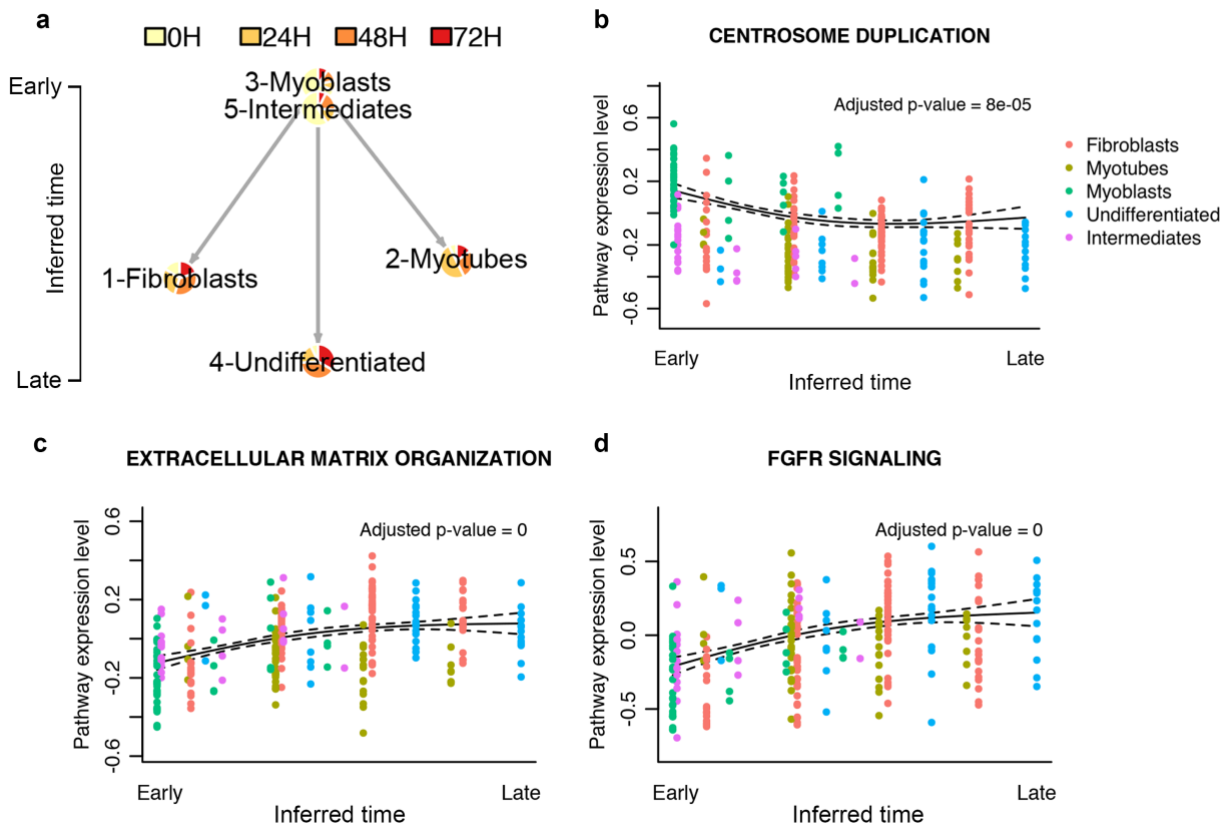 a
0H 24H 48H 72H
Early
Inferred time
Late
3-Myoblasts
5-Intermediates
1-Fibroblasts
2-Myotubes
4-Undifferentiated
b
CENTROSOME DUPLICATION
Adjusted p-value = 8e-05
Pathway expression level
0.6
0.2
-0.2
-0.6
Early
Late
Inferred time
Fibroblasts
Myotubes
Myoblasts
Undifferentiated
Intermediates
c
EXTRACELLULAR MATRIX ORGANIZATION
Adjusted p-value = 0
Pathway expression level
0.6
0.2
-0.2
-0.6
Early
Late
Inferred time
d
FGFR SIGNALING
Adjusted p-value = 0
Pathway expression level
0.5
0.0
-0.5
Early
Late
Inferred time